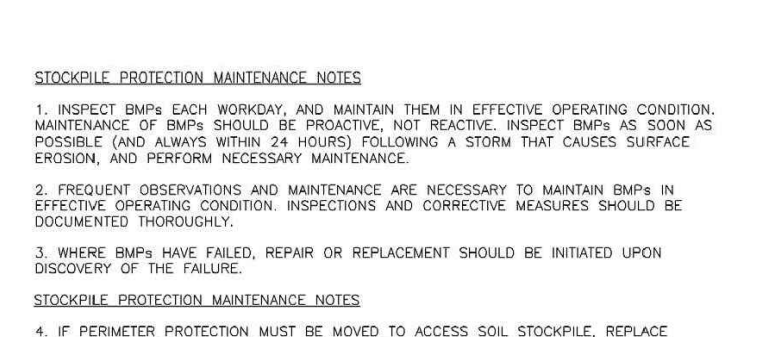 STOCKPILE PROTECTION MAINTENANCE NOTES
1. INSPECT BMPs EACH WORKDAY, AND MAINTAIN THEM IN EFFECTIVE OPERATING CONDITION.
MAINTENANCE OF BMPs SHOULD BE PROACTIVE, NOT REACTIVE. INSPECT BMPs AS SOON AS
POSSIBLE (AND ALWAYS WITHIN 24 HOURS) FOLLOWING A STORM THAT CAUSES SURFACE
EROSION, AND PERFORM NECESSARY MAINTENANCE.
2. FREQUENT OBSERVATIONS AND MAINTENANCE ARE NECESSARY TO MAINTAIN BMPs IN
EFFECTIVE OPERATING CONDITION. INSPECTIONS AND CORRECTIVE MEASURES SHOULD BE
DOCUMENTED THOROUGHLY.
3. WHERE BMPs HAVE FAILED, REPAIR OR REPLACEMENT SHOULD BE INITIATED UPON
DISCOVERY OF THE FAILURE.
STOCKPILE PROTECTION MAINTENANCE NOTES
4. IF PERIMETER PROTECTION MUST BE MOVED TO ACCESS SOIL STOCKPILE, REPLACE